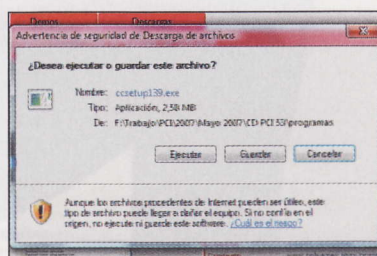 Demos Descargas
Advertencia de seguridad de Descarga de archivos
¿Desea ejecutar o guardar este archivo?
Nombre: ccsetup139.exe
Tipo: Aplicación, 2,58 MB
De: F:\Trabajo\PCI\2007\Mayo 2007\CD PCI 53\programas
Ejecutar Guardar Cancelar
Aunque los archivos procedentes de Internet pueden ser útiles, este
tipo de archivo puede llegar a dañar el equipo. Si no confía en el
origen, no ejecute ni guarde este software. ¿Cuál es el riesgo?